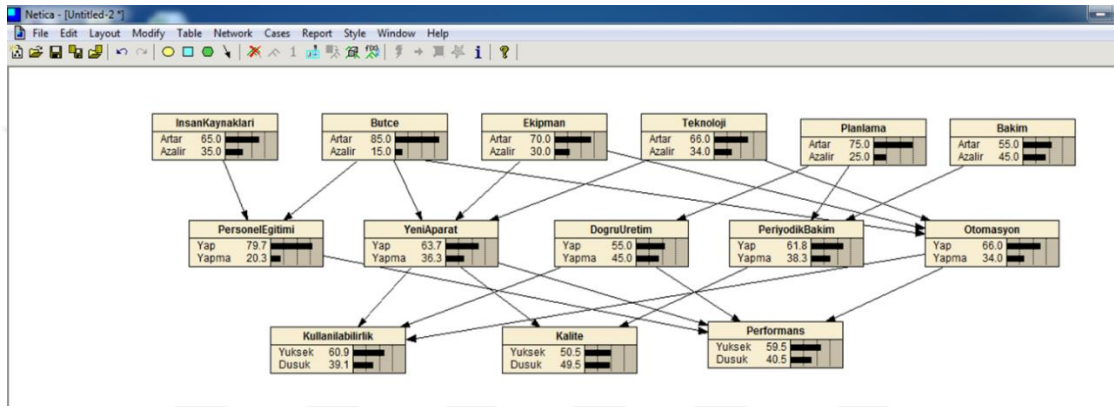 Netica - [Untitled-2 *]
File Edit Layout Modify Table Network Cases Report Style Window Help
InsanKaynaklari
Artar 65.0
Azalir 35.0
Butce
Artar 85.0
Azalir 15.0
Ekipman
Artar 70.0
Azalir 30.0
Teknoloji
Artar 66.0
Azalir 34.0
Planlama
Artar 75.0
Azalir 25.0
Bakim
Artar 55.0
Azalir 45.0
PersonelEgitimi
Yap 79.7
Yapma 20.3
YeniAparat
Yap 63.7
Yapma 36.3
DogruUretim
Yap 55.0
Yapma 45.0
PeriyodikBakim
Yap 61.8
Yapma 38.3
Otomasyon
Yap 66.0
Yapma 34.0
Kullanilabilirlik
Yuksek 60.9
Dusuk 39.1
Kalite
Yuksek 50.5
Dusuk 49.5
Performans
Yuksek 59.5
Dusuk 40.5